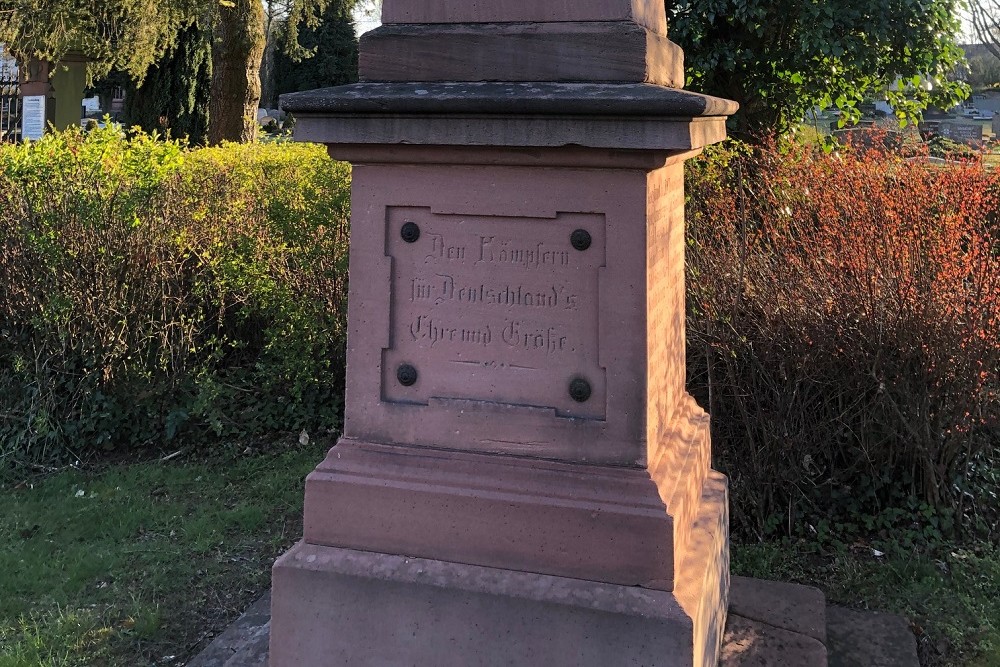 Den Kämpfern
für Deutschland's
Ehre und Größe.